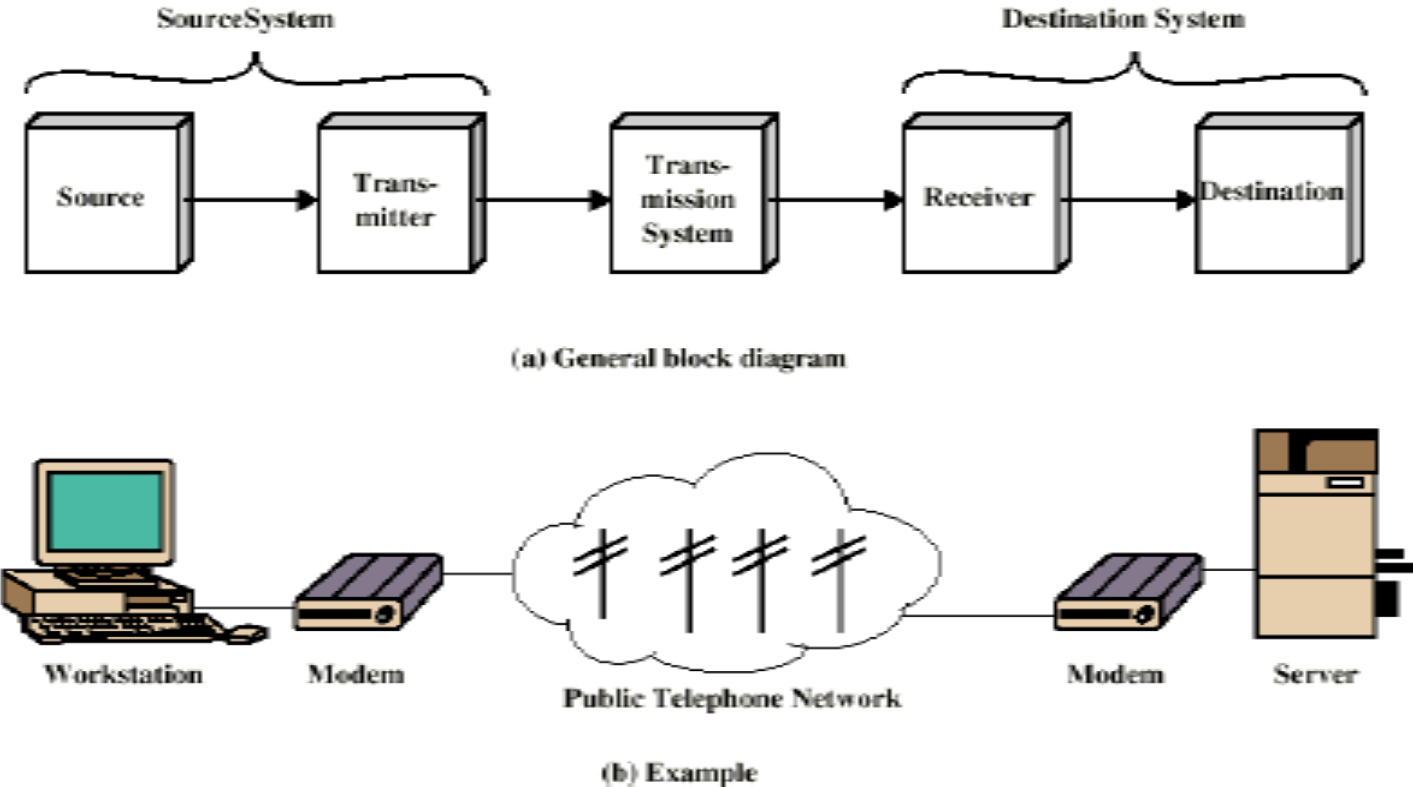 SourceSystem
Destination System
Source
Trans-
mitter
Trans-
mission
System
Receiver
Destination
(a) General block diagram
Workstation
Modem
Public Telephone Network
Modem
Server
(b) Example